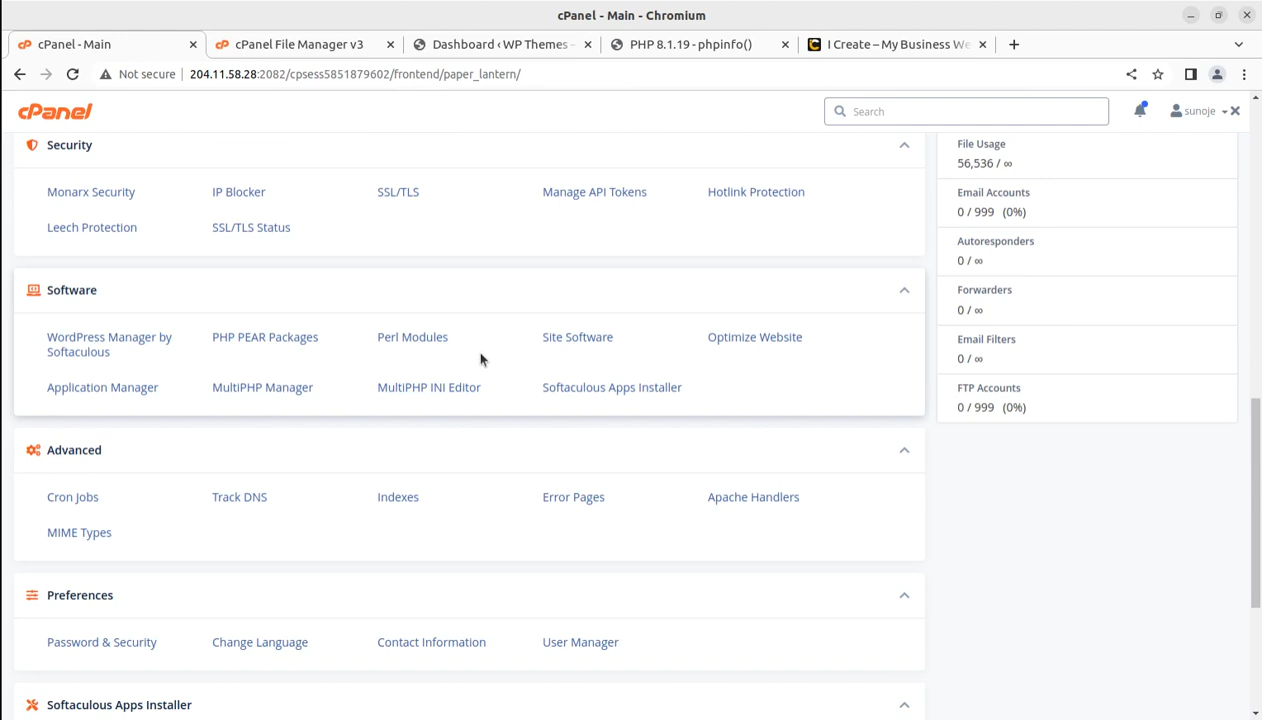 cPanel - Main - Chromium
cPanel - Main
cPanel File Manager v3
Dashboard ‹ WP Themes -
PHP 8.1.19 - phpinfo()
I Create – My Business We
Not secure
204.11.58.28:2082/cpsess5851879602/frontend/paper_lantern/
cPanel
Search
sunoje
Security
Monarx Security
IP Blocker
SSL/TLS
Manage API Tokens
Hotlink Protection
Leech Protection
SSL/TLS Status
Software
WordPress Manager by
Softaculous
PHP PEAR Packages
Perl Modules
Site Software
Optimize Website
Application Manager
MultiPHP Manager
MultiPHP INI Editor
Softaculous Apps Installer
Advanced
Cron Jobs
Track DNS
Indexes
Error Pages
Apache Handlers
MIME Types
Preferences
Password & Security
Change Language
Contact Information
User Manager
Softaculous Apps Installer
File Usage
56,536 / ∞
Email Accounts
0 / 999 (0%)
Autoresponders
0 / ∞
Forwarders
0 / ∞
Email Filters
0 / ∞
FTP Accounts
0 / 999 (0%)